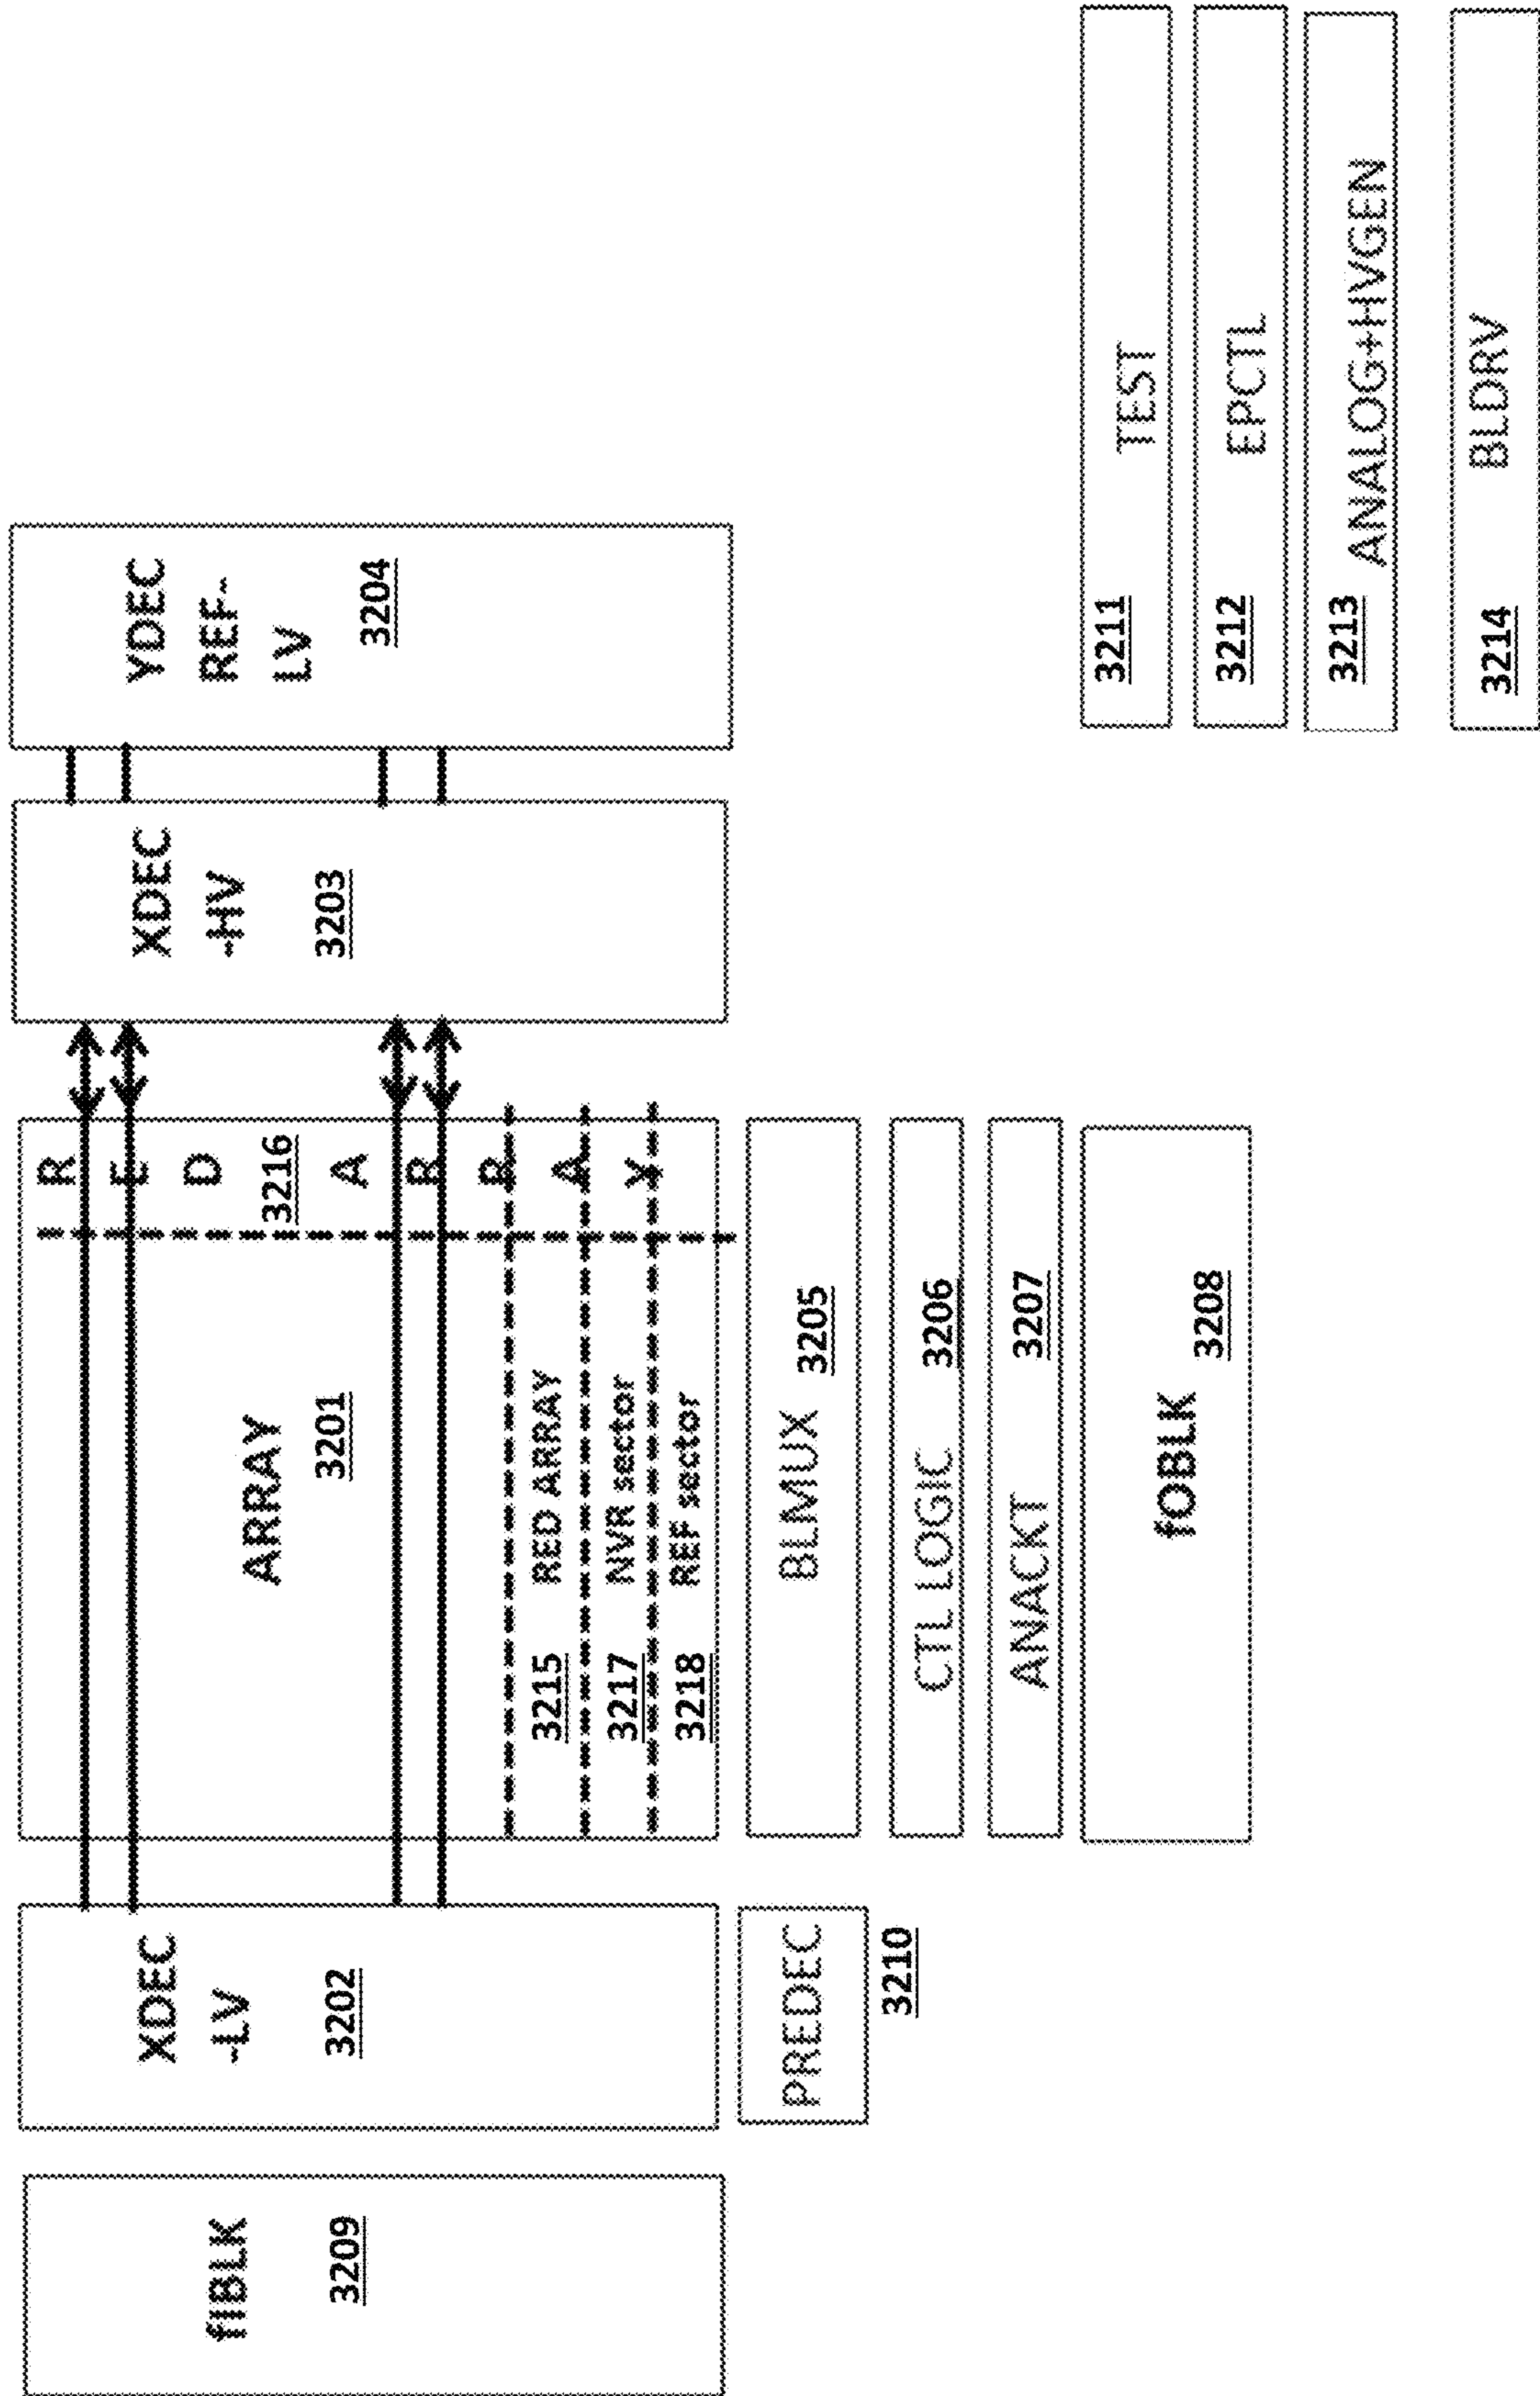 fIBLK
3209
XDEC
-LV
3202
PREDEC
3210
ARRAY
3201
RED
3216
ARRAY
3215
RED ARRAY
3217
NVR sector
3218
REF sector
BLMUX
3205
CTL LOGIC
3206
ANACKT
3207
fOBLK
3208
XDEC
-HV
3203
YDEC
REF-
LV
3204
3211
TEST
3212
EPCTL
3213
ANALOG+HVGEN
3214
BLDRV